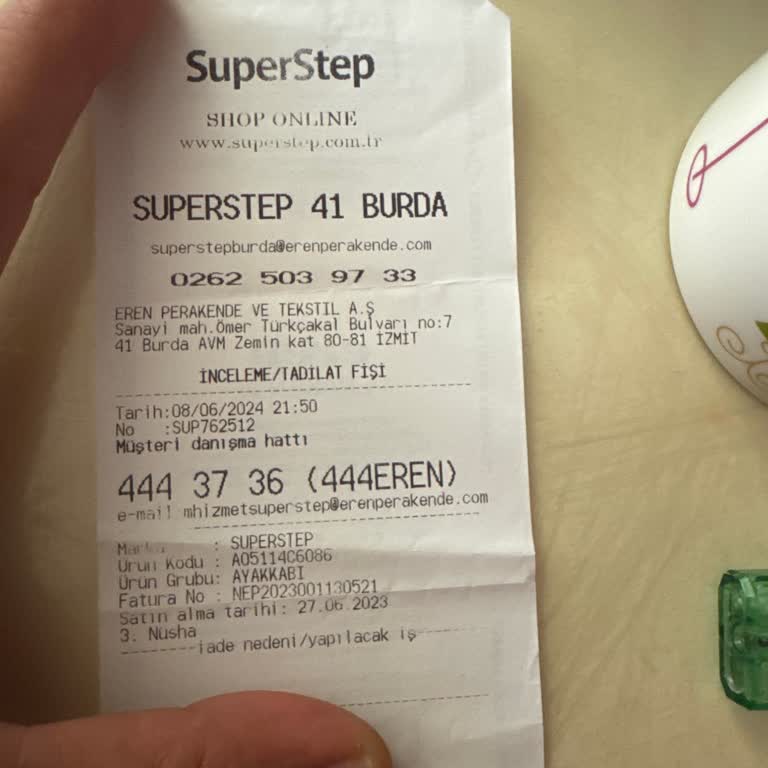 SuperStep
SHOP ONLINE
www.superstep.com.tr
SUPERSTEP 41 BURDA
superstepburda@erenperakende.com
0262 503 97 33
EREN PERAKENDE VE TEKSTIL A.Ş
Sanayi mah.Ömer Türkçakal Bulvarı no:7
41 Burda AVM Zemin kat 80-81 İZMİT
İNCELEME/TADİLAT FİŞİ
Tarih:08/06/2024 21:50
No :SUP762512
Müşteri danışma hattı
444 37 36 (444EREN)
e-mail mhizmetsuperstep@erenperakende.com
Marka : SUPERSTEP
Ürün Kodu : A05114C6086
Ürün Grubu: AYAKKABI
Fatura No : NEP2023001130521
Satın alma tarihi: 27.06.2023
3. Nüsha
--------iade nedeni/yapılacak iş--------